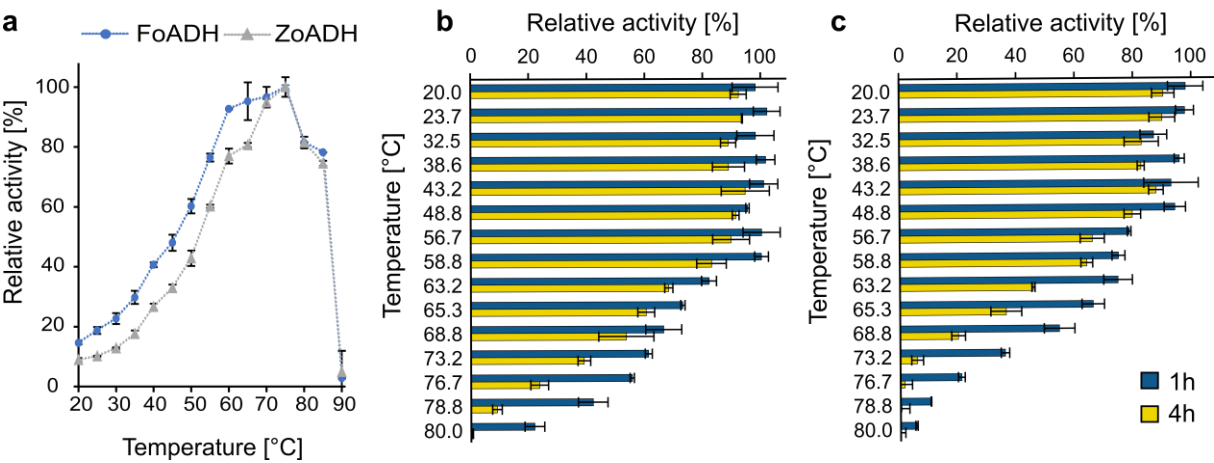 a
FoADH ZoADH
Relative activity [%]
100
80
60
40
20
0
20 30 40 50 60 70 80 90
Temperature [°C]
b
Relative activity [%]
0 20 40 60 80 100
Temperature [°C]
20.0
23.7
32.5
38.6
43.2
48.8
56.7
58.8
63.2
65.3
68.8
73.2
76.7
78.8
80.0
c
Relative activity [%]
0 20 40 60 80 100
Temperature [°C]
20.0
23.7
32.5
38.6
43.2
48.8
56.7
58.8
63.2
65.3
68.8
73.2
76.7
78.8
80.0
1h
4h